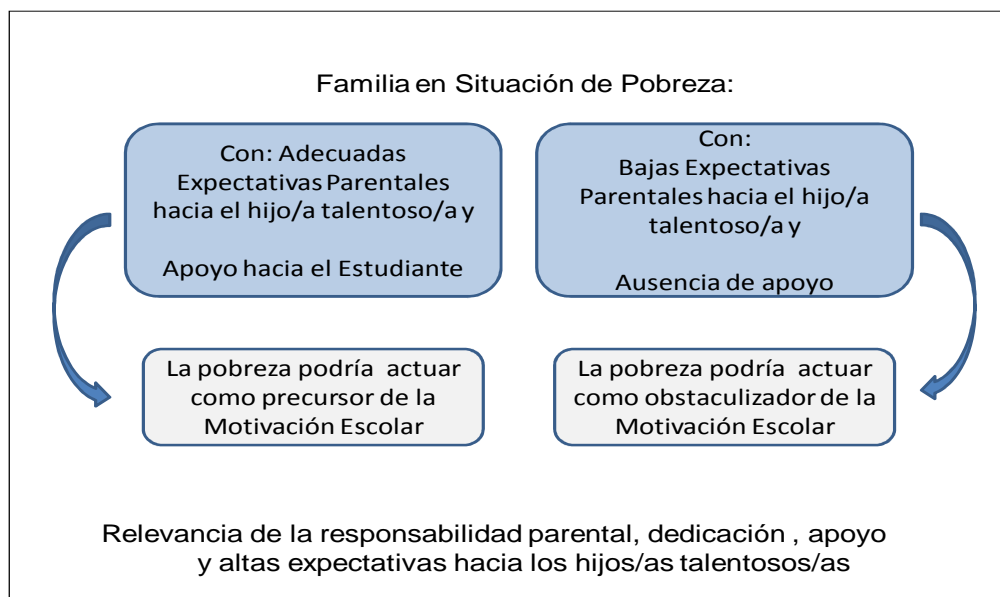 Familia en Situación de Pobreza:
Con: Adecuadas
Expectativas Parentales
hacia el hijo/a talentoso/a y
Apoyo hacia el Estudiante
Con:
Bajas Expectativas
Parentales hacia el hijo/a
talentoso/a y
Ausencia de apoyo
La pobreza podría actuar
como precursor de la
Motivación Escolar
La pobreza podría actuar
como obstaculizador de la
Motivación Escolar
Relevancia de la responsabilidad parental, dedicación , apoyo
y altas expectativas hacia los hijos/as talentosos/as